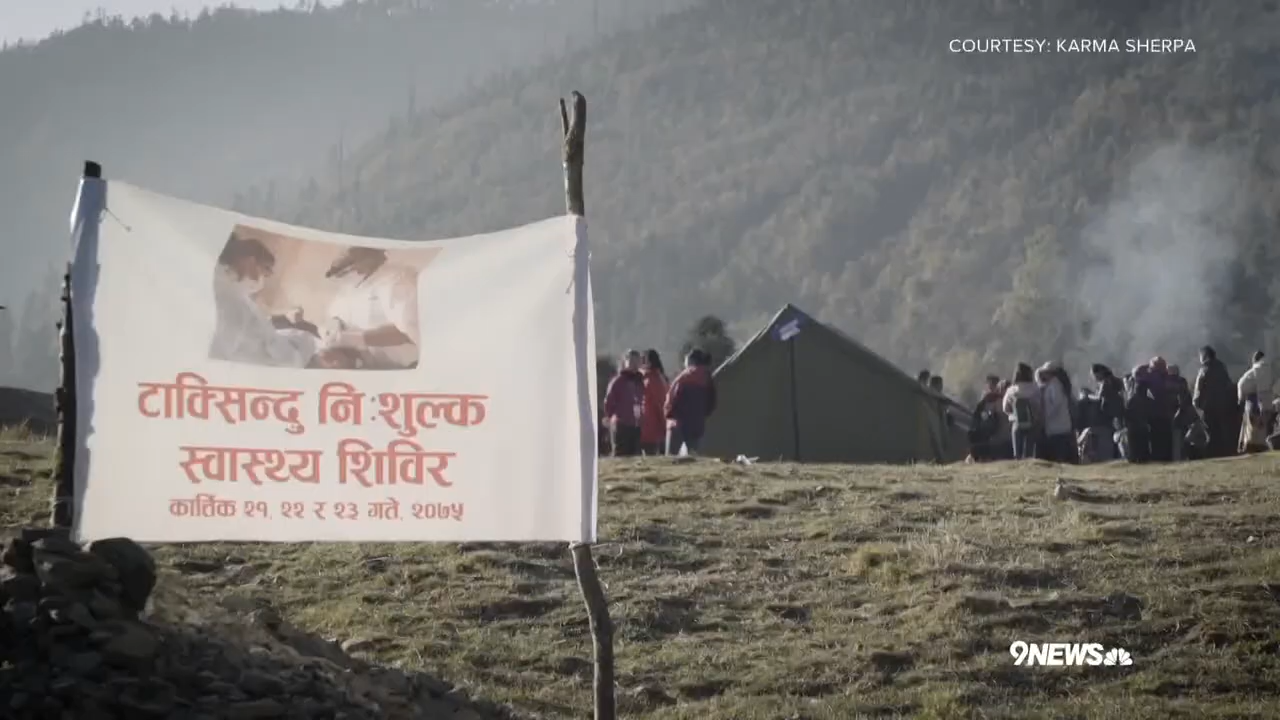 COURTESY: KARMA SHERPA
टाक्सिन्दु निःशुल्क
स्वास्थ्य शिविर
कार्त्तिक २१, २२ र २३ गते, २०७५
9NEWS